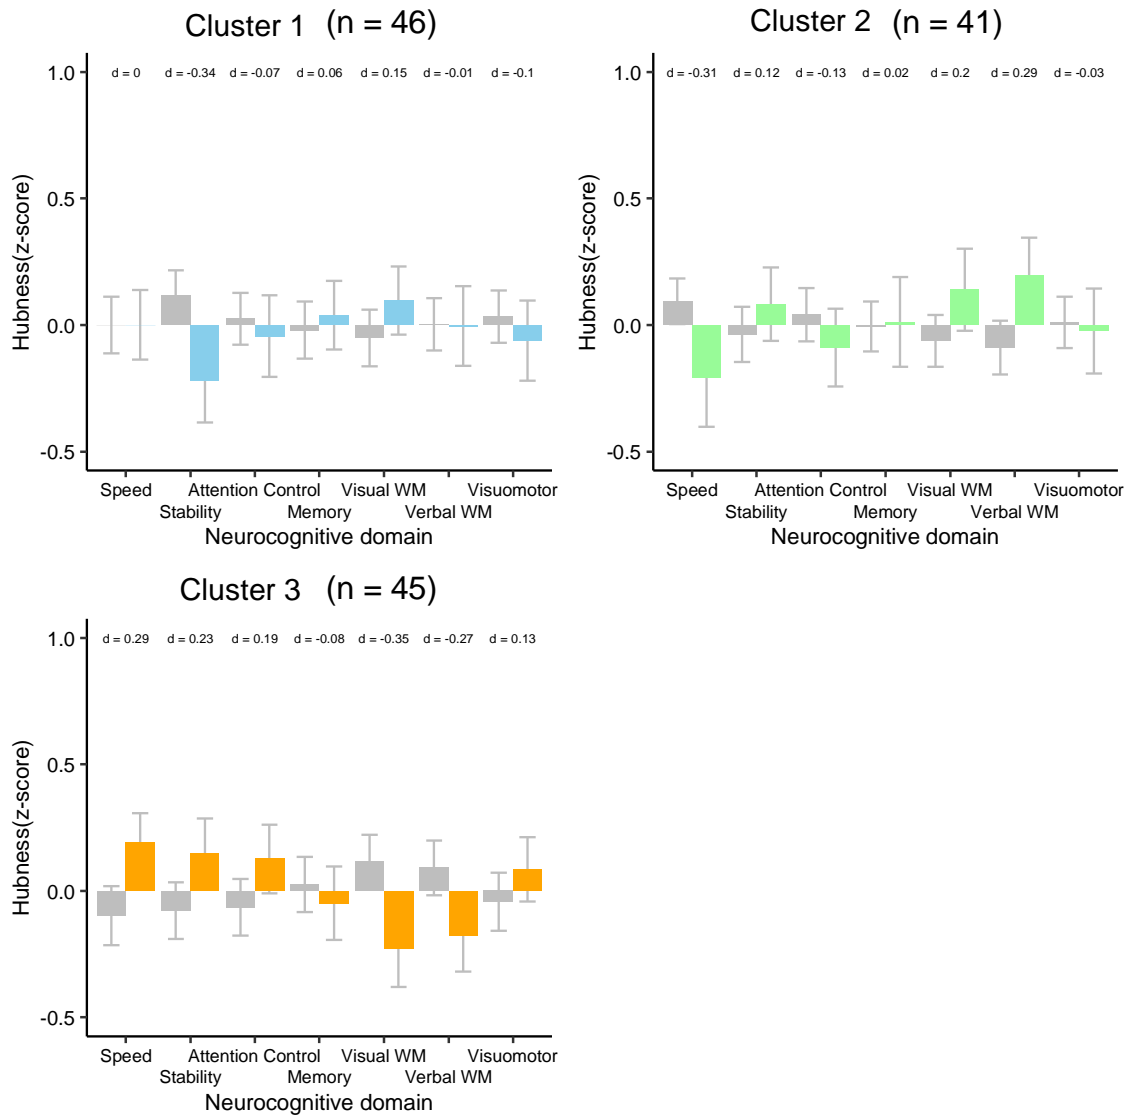 Cluster 1 (n = 46)
d = 0 d = -0.34 d = -0.07 d = 0.06 d = 0.15 d = -0.01 d = -0.1
1.0
0.5
0.0
-0.5
Hubness(z-score)
Speed Attention Control Visual WM Visuomotor
Stability Memory Verbal WM
Neurocognitive domain
Cluster 2 (n = 41)
d = -0.31 d = 0.12 d = -0.13 d = 0.02 d = 0.2 d = 0.29 d = -0.03
1.0
0.5
0.0
-0.5
Hubness(z-score)
Speed Attention Control Visual WM Visuomotor
Stability Memory Verbal WM
Neurocognitive domain
Cluster 3 (n = 45)
d = 0.29 d = 0.23 d = 0.19 d = -0.08 d = -0.35 d = -0.27 d = 0.13
1.0
0.5
0.0
-0.5
Hubness(z-score)
Speed Attention Control Visual WM Visuomotor
Stability Memory Verbal WM
Neurocognitive domain